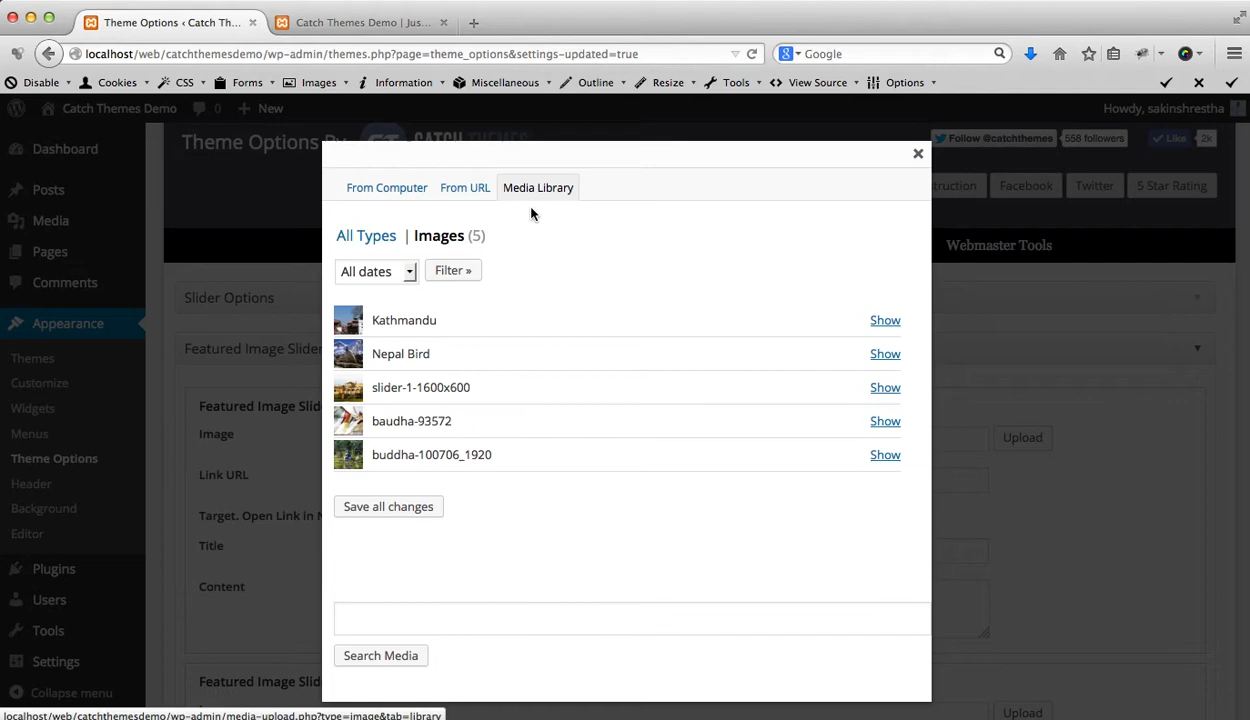 Theme Options ‹ Catch Th...
Catch Themes Demo | Jus...
localhost/web/catchthemesdemo/wp-admin/themes.php?page=theme_options&settings-updated=true
Google
Disable Cookies CSS Forms Images Information Miscellaneous Outline Resize Tools View Source Options
Catch Themes Demo 0 New
Howdy, sakinshrestha
Dashboard
Posts
Media
Pages
Comments
Appearance
Themes
Customize
Widgets
Menus
Theme Options
Header
Background
Editor
Plugins
Users
Tools
Settings
Collapse menu
Theme Options By
CATCH THEMES
Follow @catchthemes 558 followers Like 2k
struction Facebook Twitter 5 Star Rating
Webmaster Tools
Slider Options
Featured Image Slider
Featured Image Slid
Image
Upload
Link URL
Target. Open Link in N
Title
Content
Featured Image Slid
Upload
From Computer From URL Media Library
All Types | Images (5)
All dates Filter »
Kathmandu Show
Nepal Bird Show
slider-1-1600x600 Show
baudha-93572 Show
buddha-100706_1920 Show
Save all changes
Search Media
localhost/web/catchthemesdemo/wp-admin/media-upload.php?type=image&tab=library